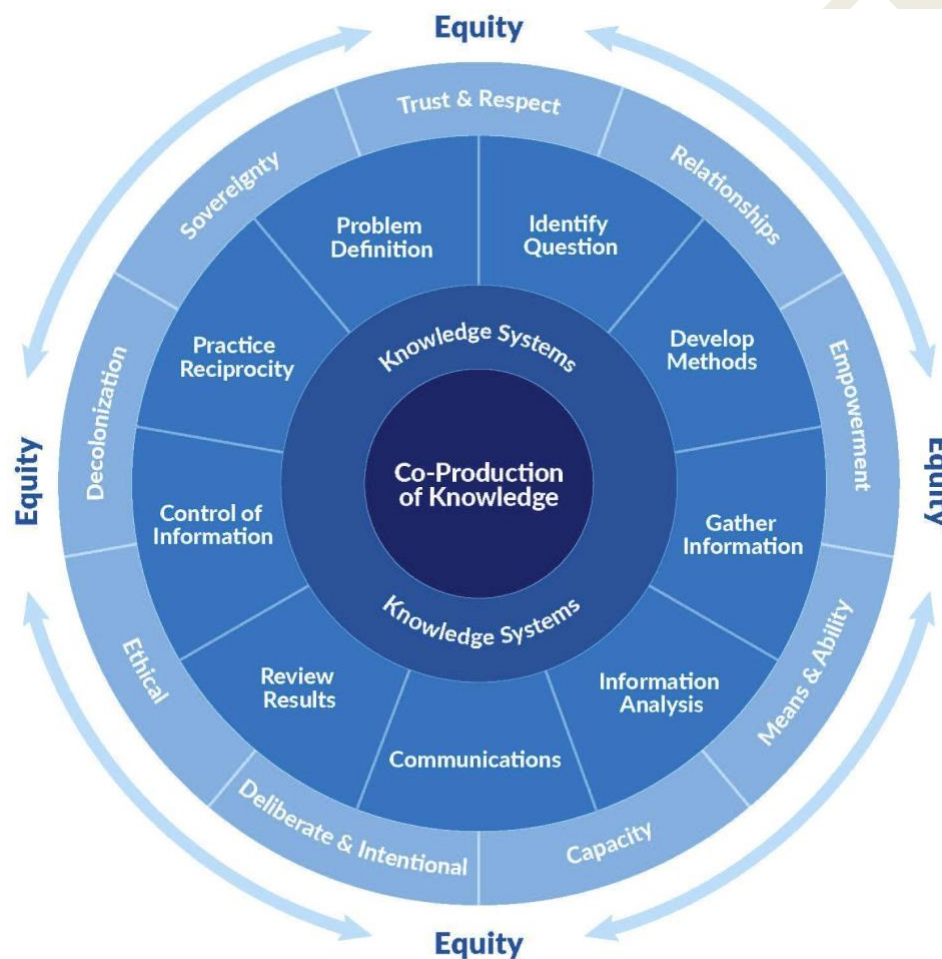 Equity
Trust & Respect
Relationships
Empowerment
Means & Ability
Capacity
Deliberate & Intentional
Ethical
Decolonization
Sovereignty
Equity
Equity
Equity
Problem
Definition
Identify
Question
Develop
Methods
Gather
Information
Information
Analysis
Communications
Review
Results
Control of
Information
Practice
Reciprocity
Knowledge Systems
Co-Production
of Knowledge
Knowledge Systems